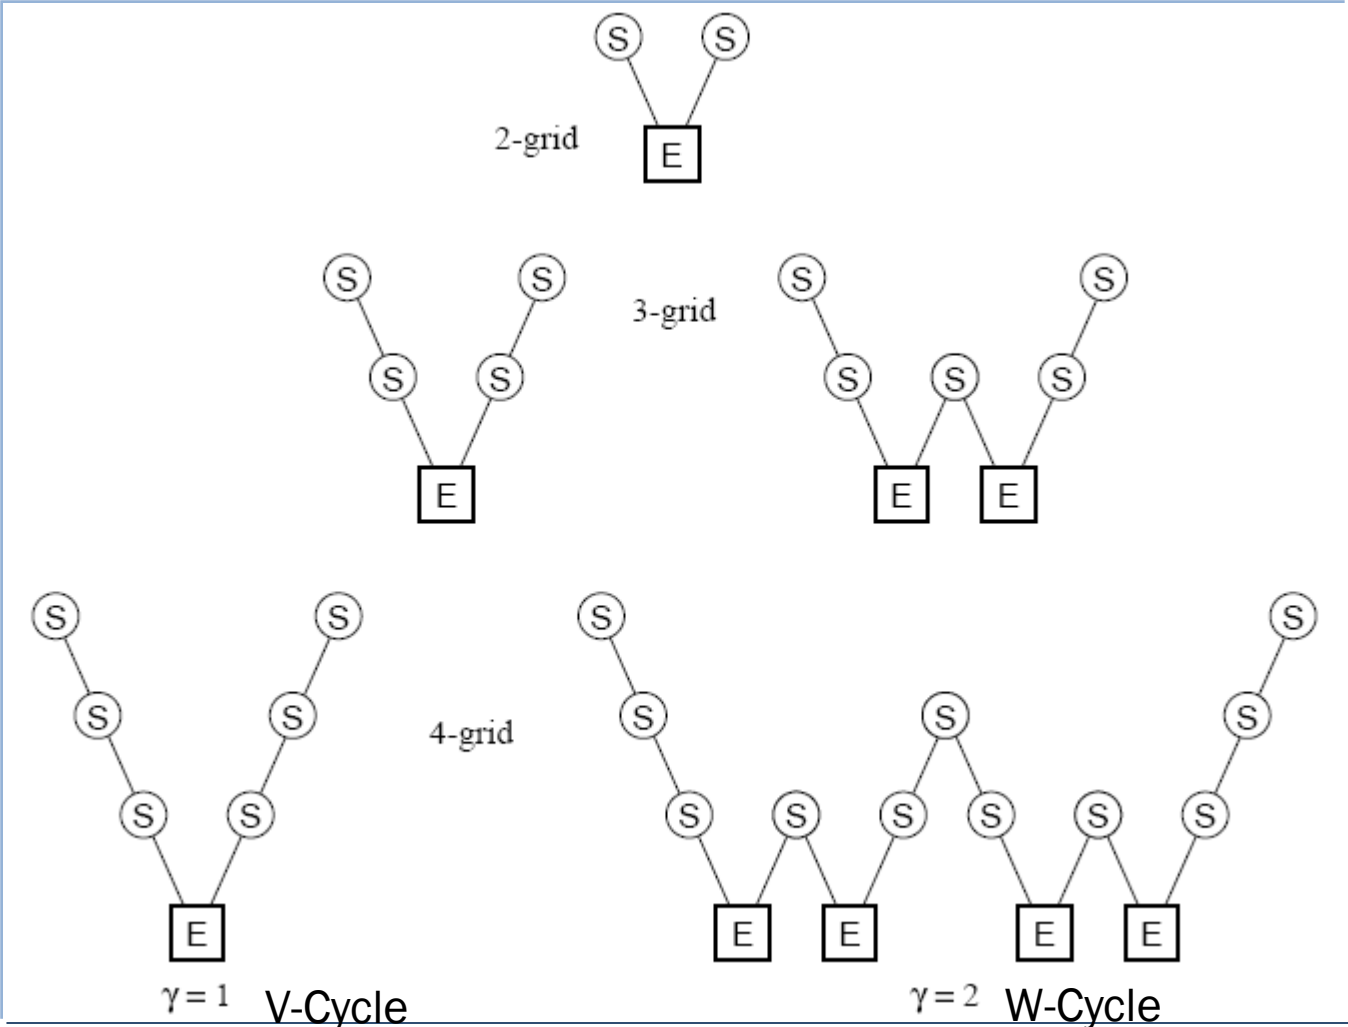 S S
2-grid
E
S S S S
3-grid
S S S S S
E E E
S S S S
S S S S S
4-grid
S S S S S S S S
E E E E E
γ = 1 V-Cycle γ = 2 W-Cycle